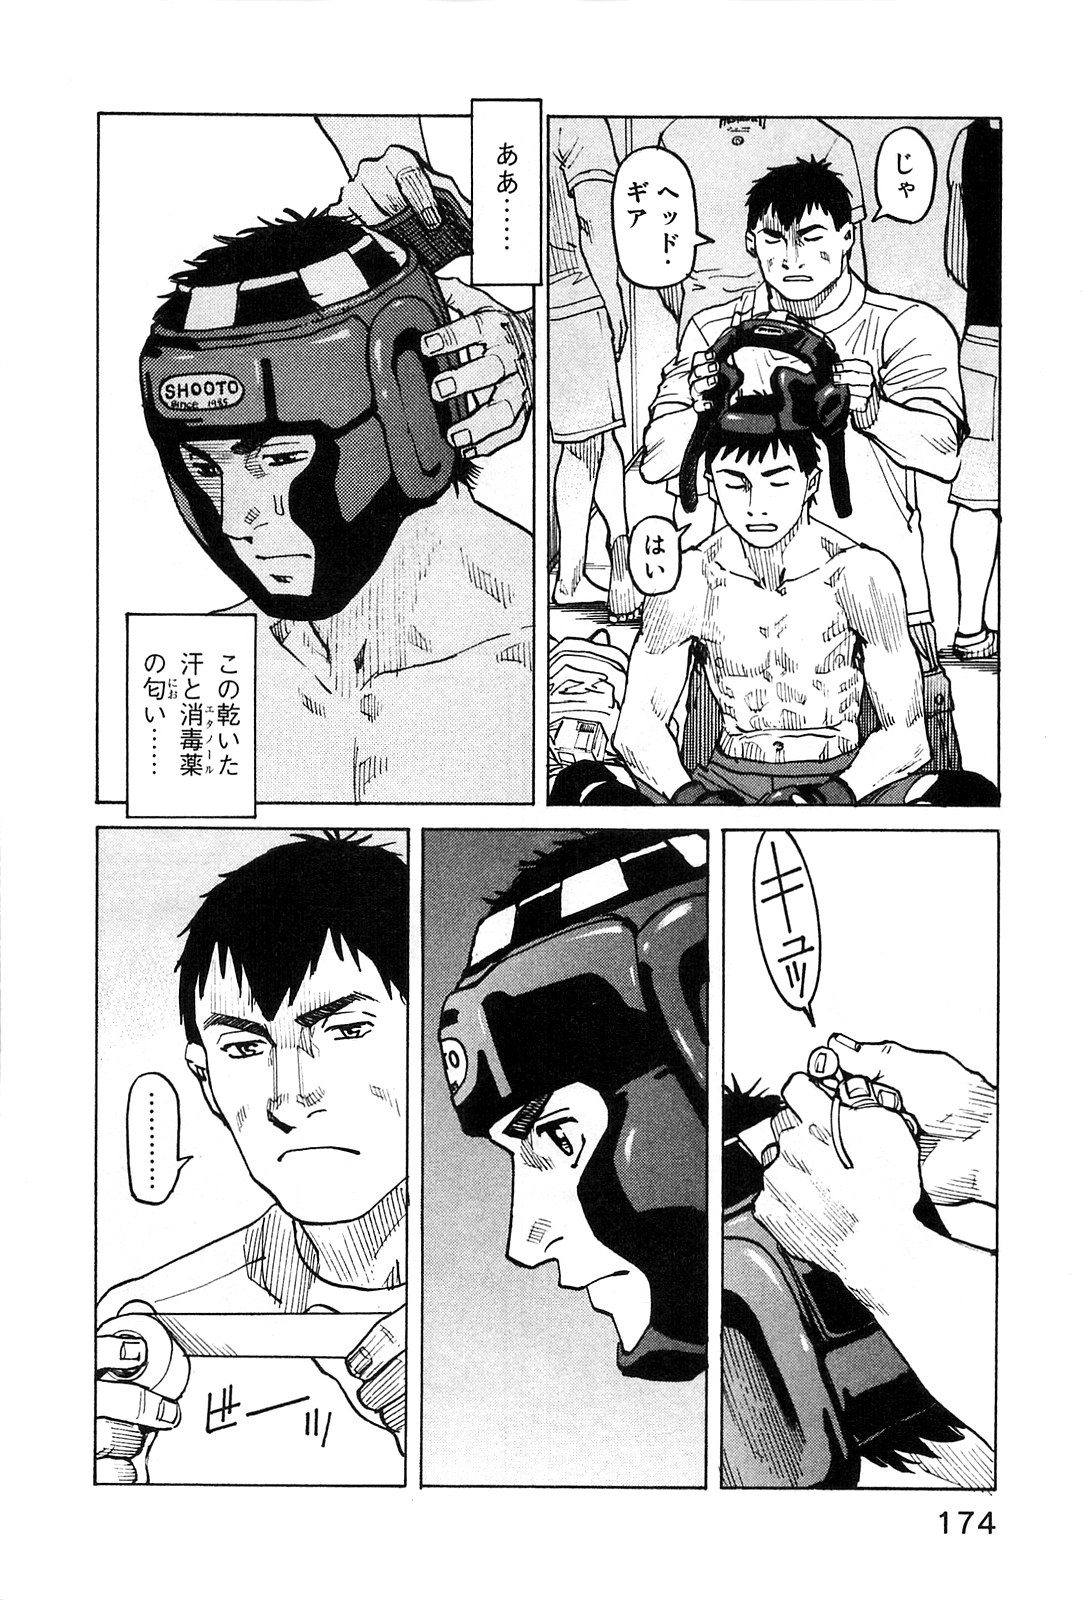 じゃ
ヘッド・
ギア
はい
ああ……
SHOOTO
since 1985
この乾いた
汗と消毒薬
エタノール
の匂い……
にお
キュッ
ビーッ
…………
174